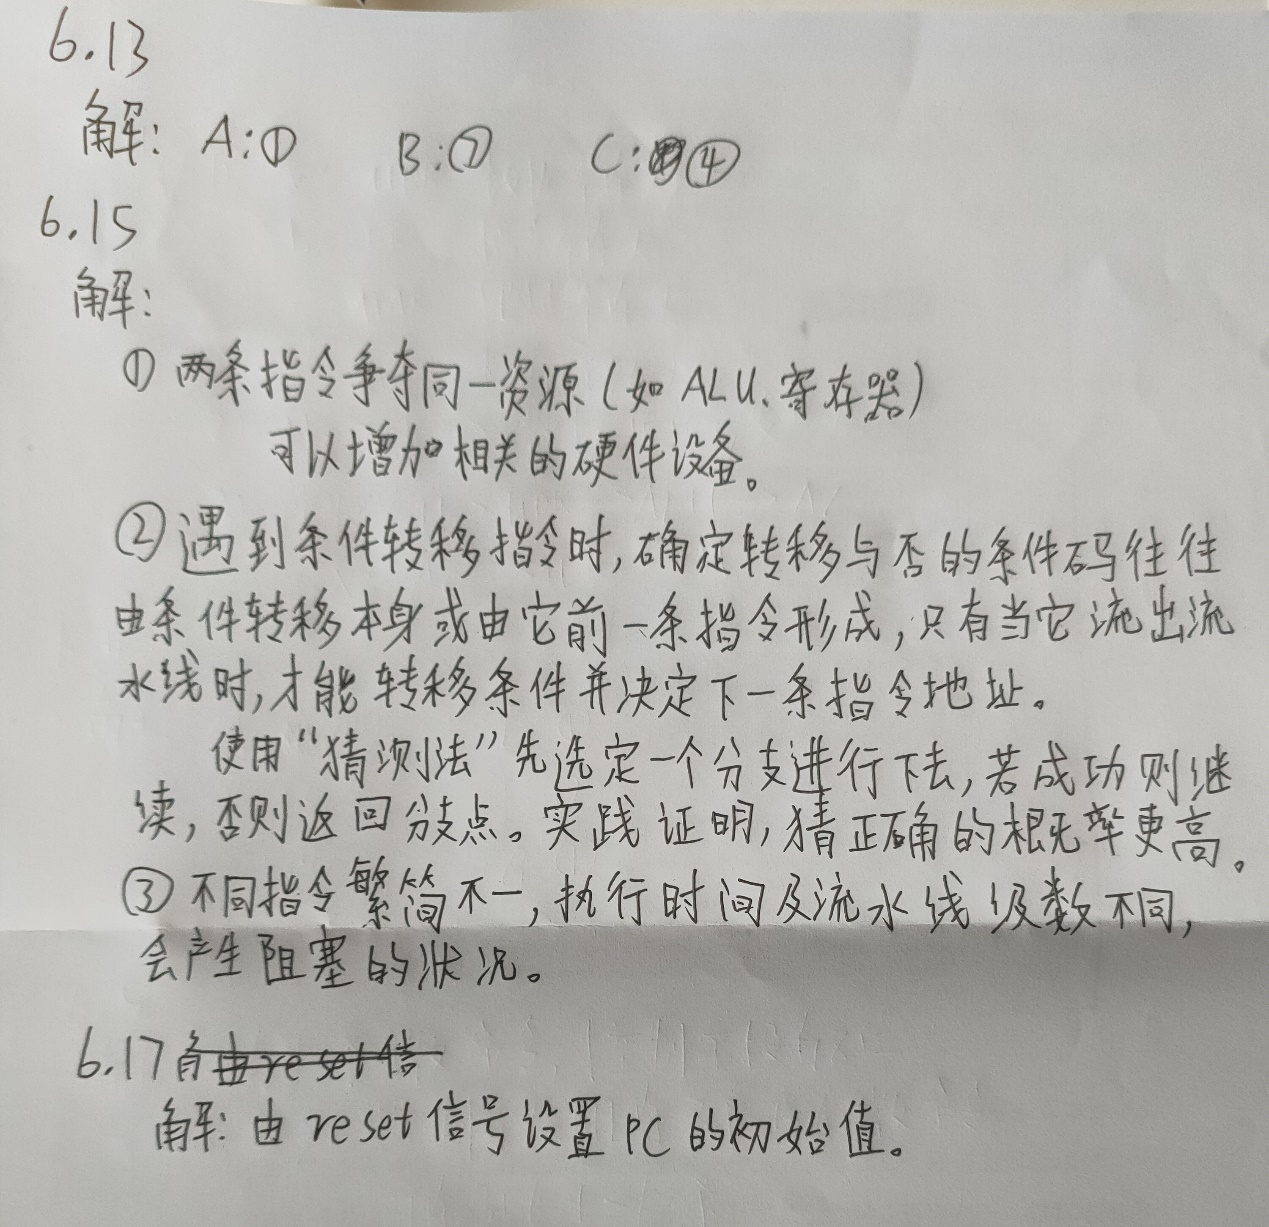 6.13
解: A:① B:⑦ C:④
6.15
解:
① 两条指令争夺同一资源(如ALU、寄存器)
可以增加相关的硬件设备。
②遇到条件转移指令时,确定转移与否的条件码往往
由条件转移本身或由它前一条指令形成,只有当它流出流
水线时,才能转移条件并决定下一条指令地址。
使用“猜测法”先选定一个分支进行下去,若成功则继
续,否则返回分支点。实践证明,猜正确的概率更高。
③不同指令繁简不一,执行时间及流水线级数不同,
会产生阻塞的状况。
6.17 由reset信
解:由reset信号设置PC的初始值。